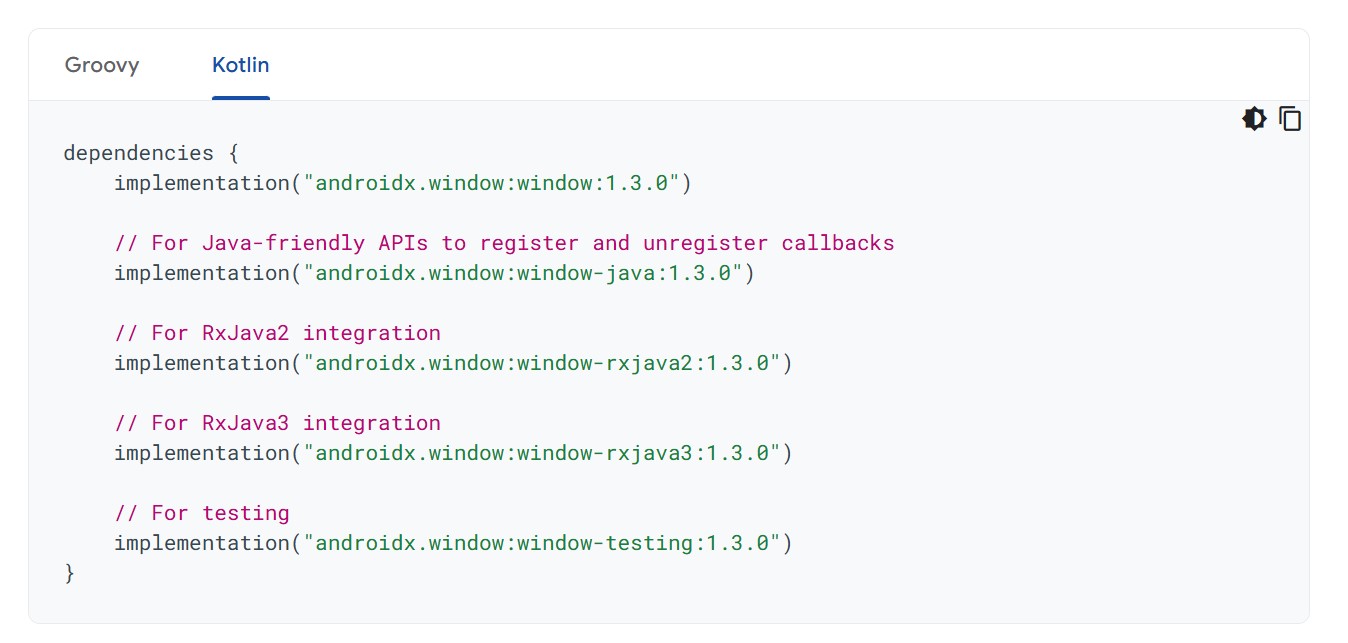 Groovy Kotlin
dependencies {
    implementation("androidx.window:window:1.3.0")
    // For Java-friendly APIs to register and unregister callbacks
    implementation("androidx.window:window-java:1.3.0")
    // For RxJava2 integration
    implementation("androidx.window:window-rxjava2:1.3.0")
    // For RxJava3 integration
    implementation("androidx.window:window-rxjava3:1.3.0")
    // For testing
    implementation("androidx.window:window-testing:1.3.0")
}